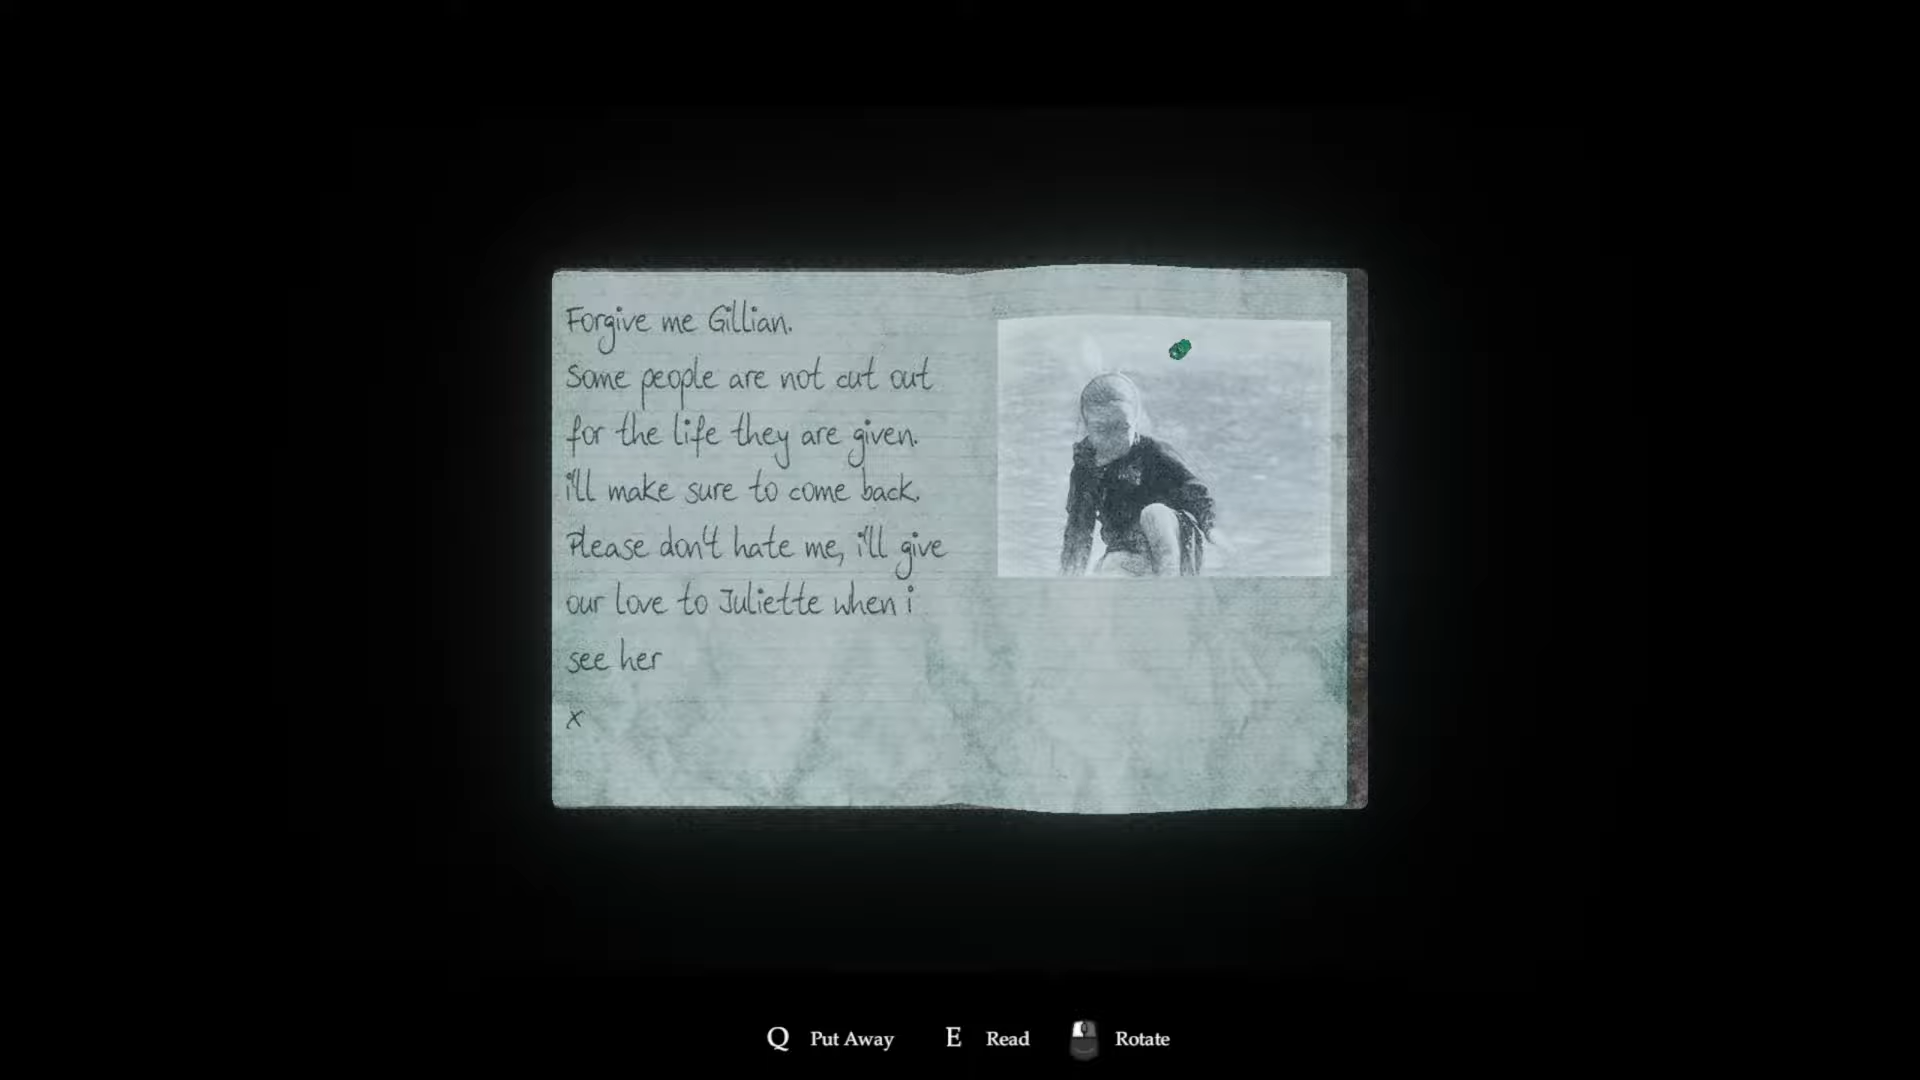 Forgive me Gillian.
Some people are not cut out
for the life they are given.
i'll make sure to come back.
Please don't hate me, i'll give
our love to Juliette when i
see her
x
Q Put Away E Read Rotate